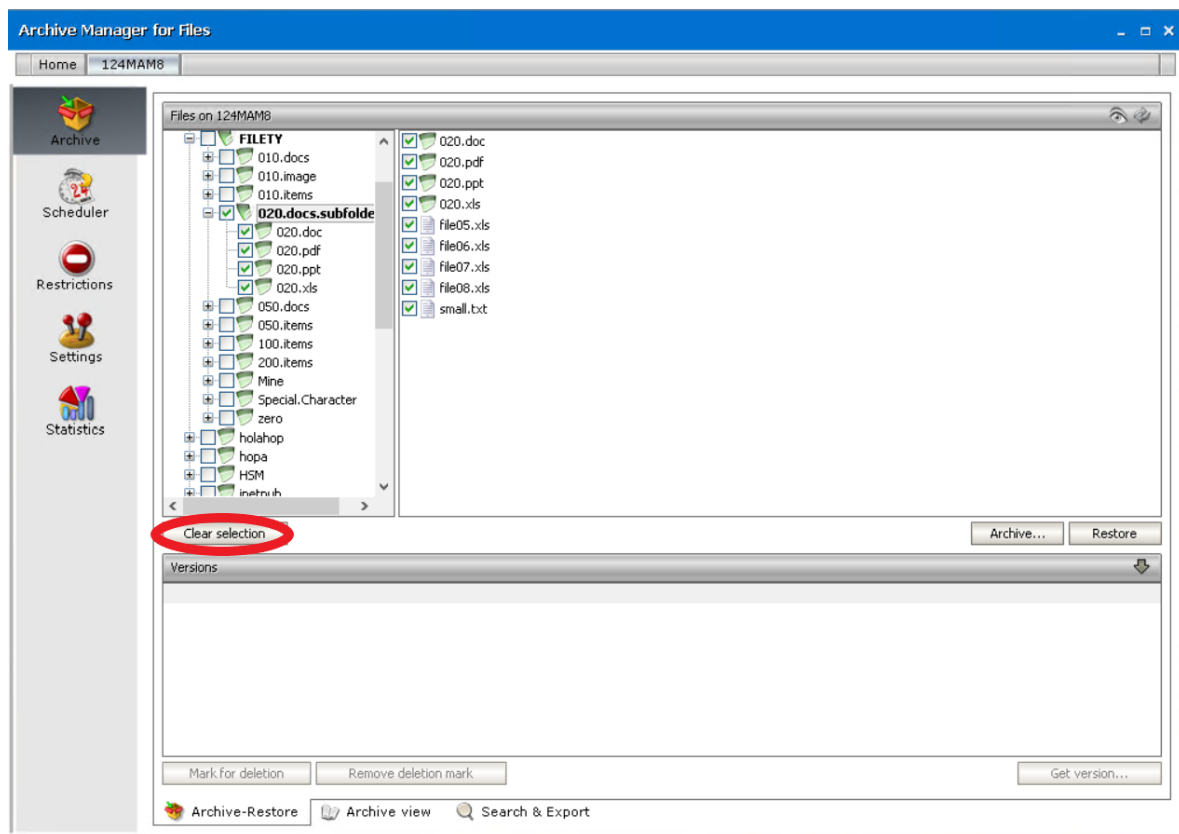 Archive Manager for Files
Home 124MAM8
Archive
Scheduler
24
Restrictions
Settings
Statistics
Files on 124MAM8
FILETY
010.docs
010.image
010.items
020.docs.subfolde
020.doc
020.pdf
020.ppt
020.xls
050.docs
050.items
100.items
200.items
Mine
Special.Character
zero
holahop
hopa
HSM
inetpub
020.doc
020.pdf
020.ppt
020.xls
file05.xls
file06.xls
file07.xls
file08.xls
small.txt
Clear selection Archive... Restore
Versions
Mark for deletion Remove deletion mark Get version...
Archive-Restore Archive view Search & Export